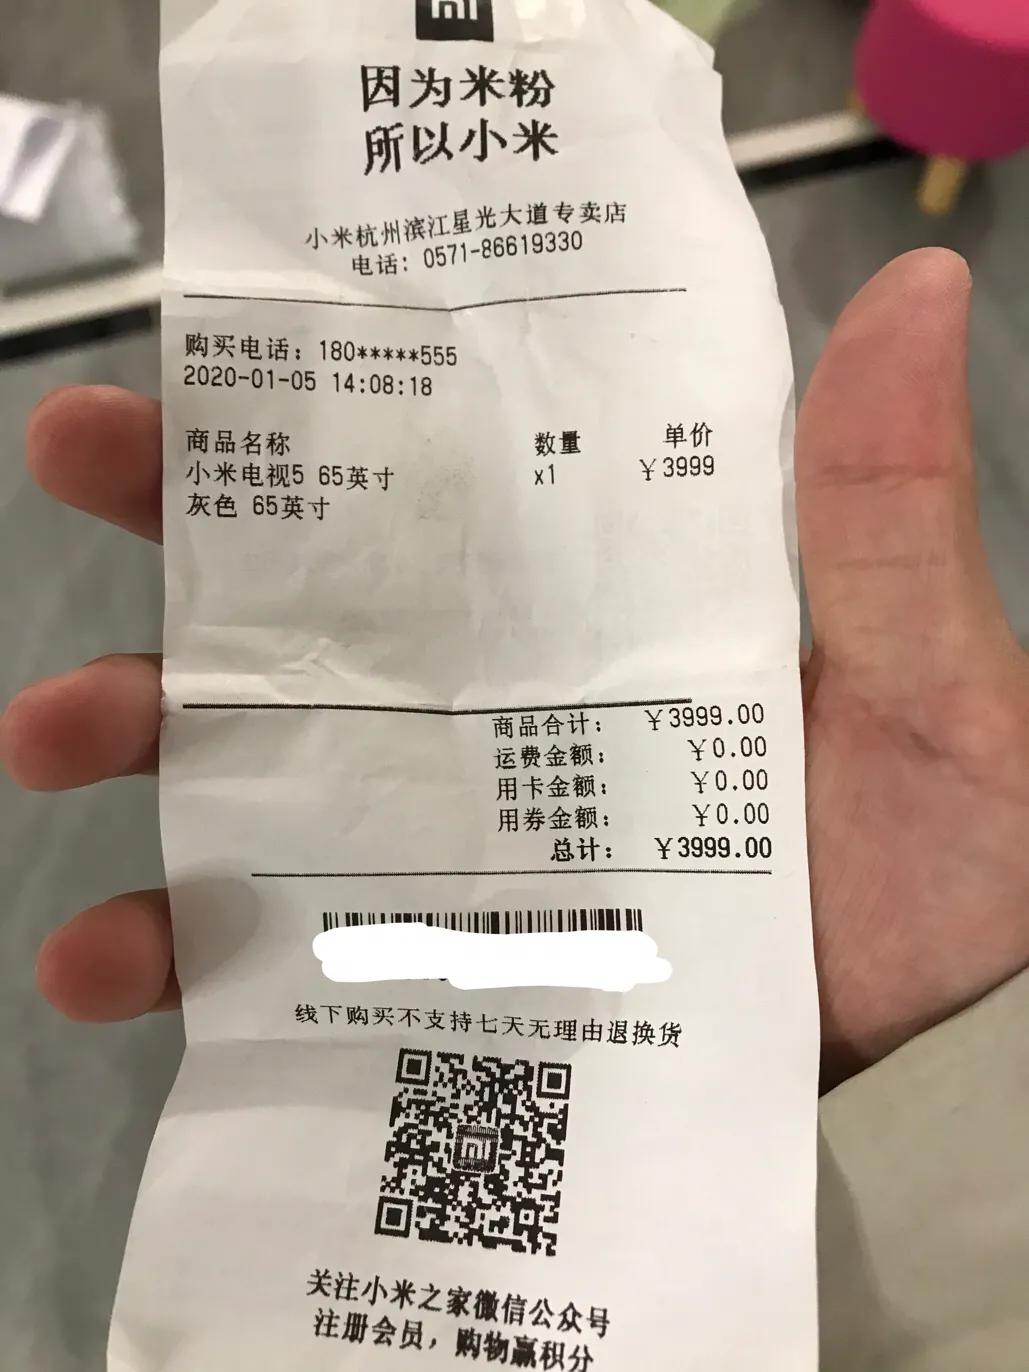 mi
因为米粉
所以小米
小米杭州滨江星光大道专卖店
电话：0571-86619330
购买电话：180*****555
2020-01-05 14:08:18
商品名称 数量 单价
小米电视5 65英寸 x1 ￥3999
灰色 65英寸
商品合计： ￥3999.00
运费金额： ￥0.00
用卡金额： ￥0.00
用券金额： ￥0.00
总计： ￥3999.00
线下购买不支持七天无理由退换货
关注小米之家微信公众号
注册会员，购物赢积分